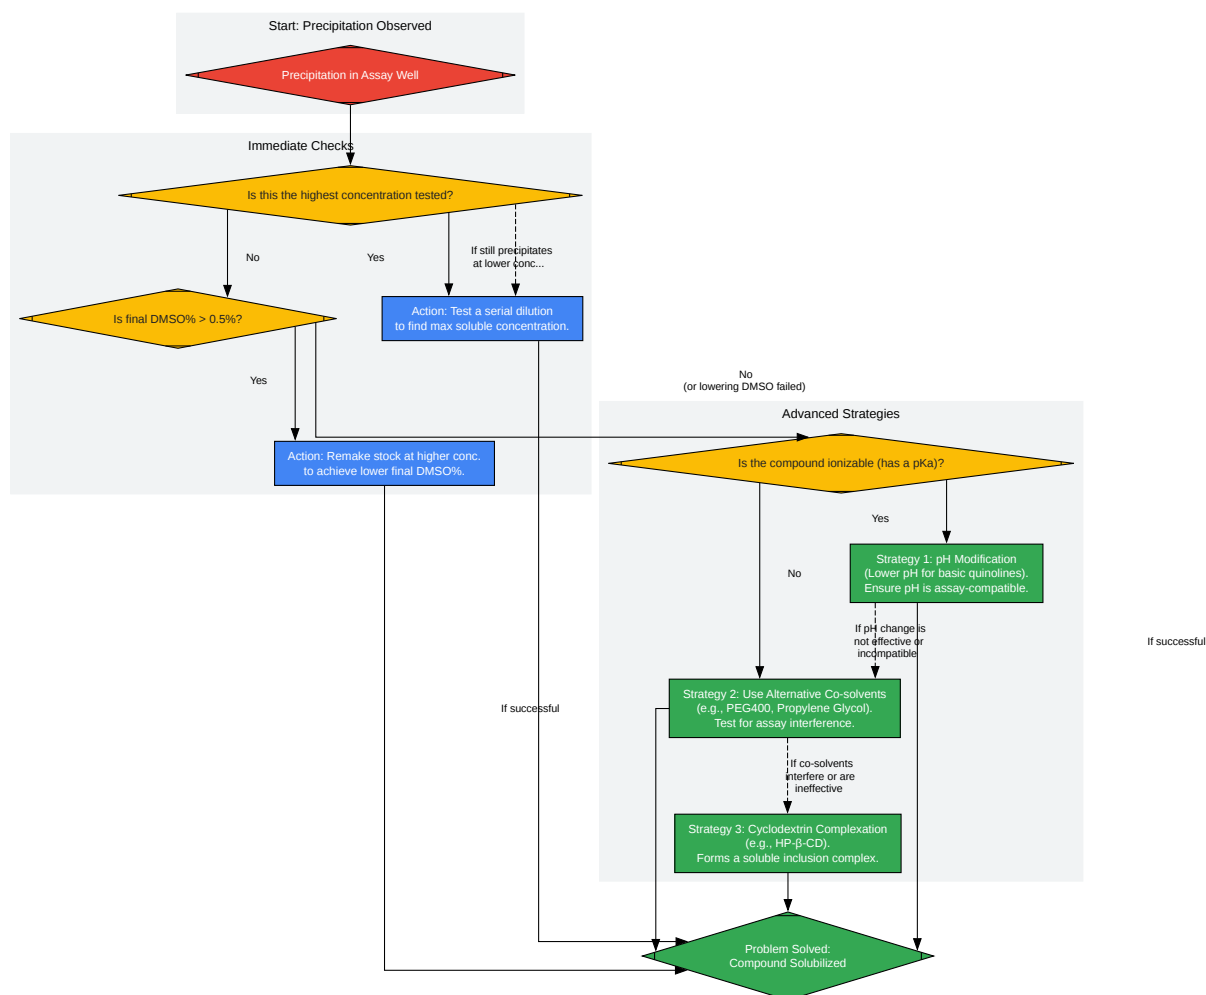 Start: Precipitation Observed
Precipitation in Assay Well
Immediate Checks
Is this the highest concentration tested?
No
Yes
If still precipitates
at lower conc...
Is final DMSO% > 0.5%?
Action: Test a serial dilution
to find max soluble concentration.
Yes
No
(or lowering DMSO failed)
Advanced Strategies
Action: Remake stock at higher conc.
to achieve lower final DMSO%.
Is the compound ionizable (has a pKa)?
Yes
No
Strategy 1: pH Modification
(Lower pH for basic quinolines).
Ensure pH is assay-compatible.
If pH change is
not effective or
incompatible
If successful
Strategy 2: Use Alternative Co-solvents
(e.g., PEG400, Propylene Glycol).
Test for assay interference.
If successful
If co-solvents
interfere or are
ineffective
Strategy 3: Cyclodextrin Complexation
(e.g., HP-β-CD).
Forms a soluble inclusion complex.
Problem Solved:
Compound Solubilized